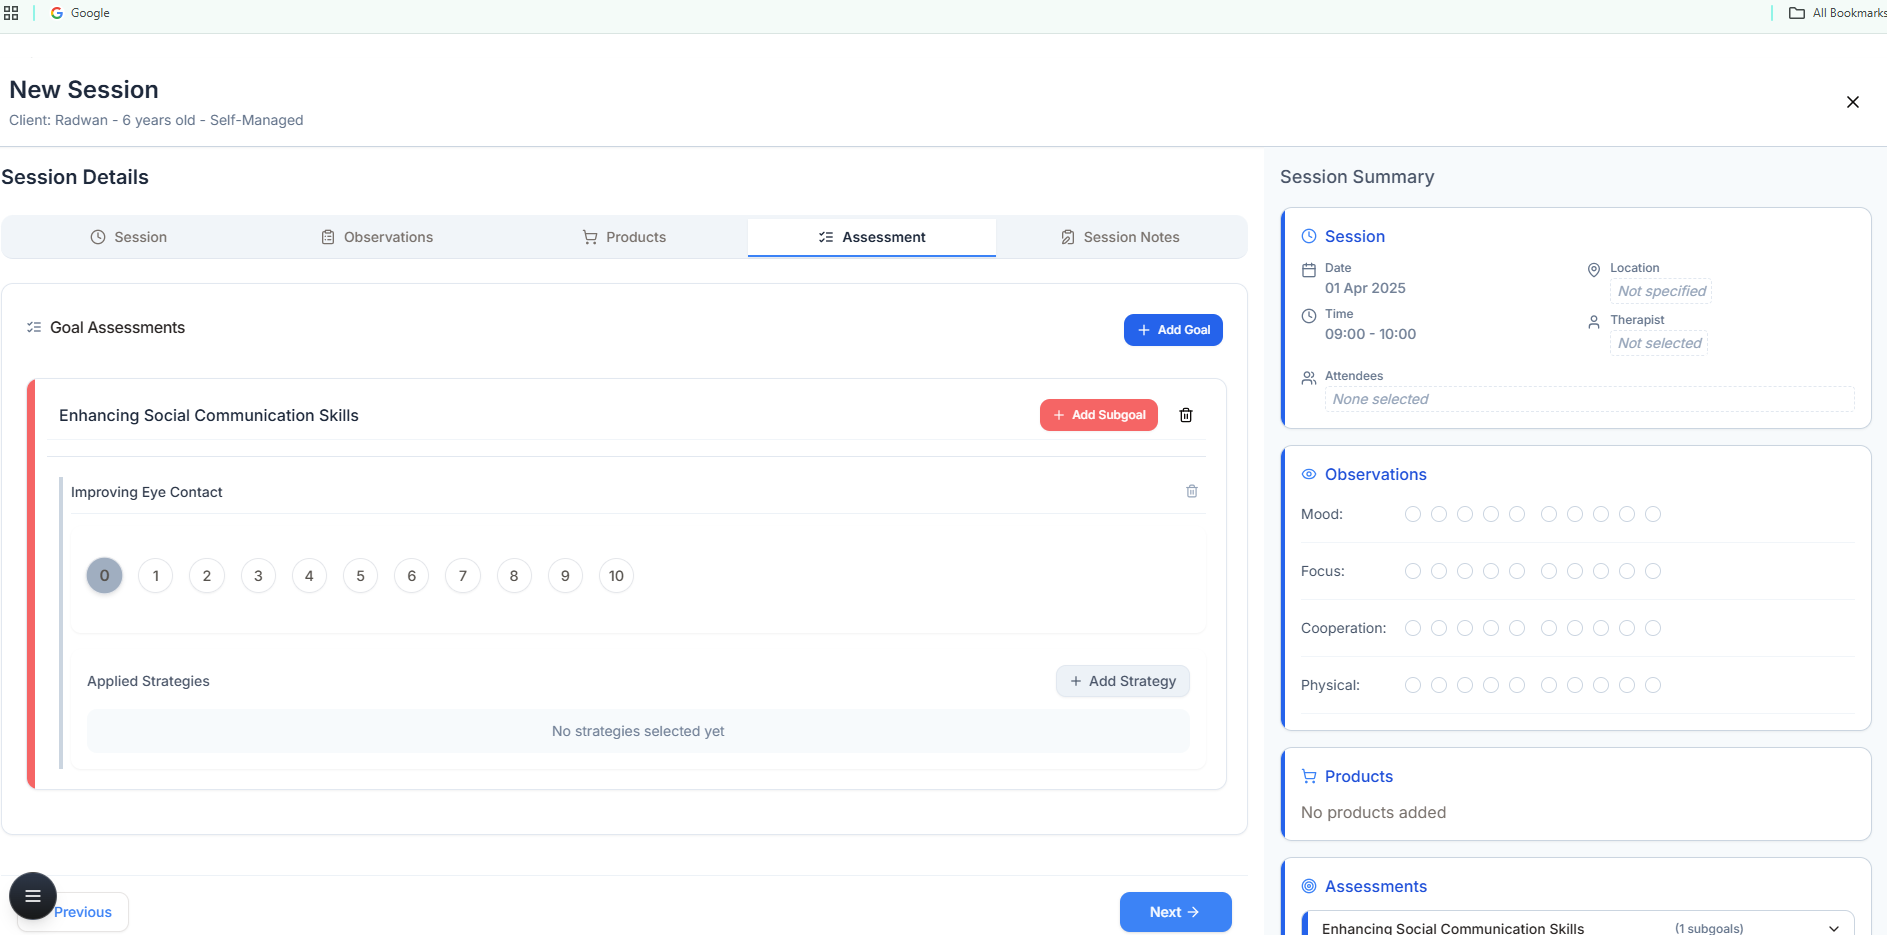 Google
All Bookmarks
New Session
Client: Radwan - 6 years old - Self-Managed
Session Details
Session
Observations
Products
Assessment
Session Notes
Goal Assessments
+ Add Goal
Enhancing Social Communication Skills
+ Add Subgoal
Improving Eye Contact
0 1 2 3 4 5 6 7 8 9 10
Applied Strategies
+ Add Strategy
No strategies selected yet
Previous
Next →
Session Summary
Session
Date
01 Apr 2025
Location
Not specified
Time
09:00 - 10:00
Therapist
Not selected
Attendees
None selected
Observations
Mood:
Focus:
Cooperation:
Physical:
Products
No products added
Assessments
Enhancing Social Communication Skills (1 subgoals)